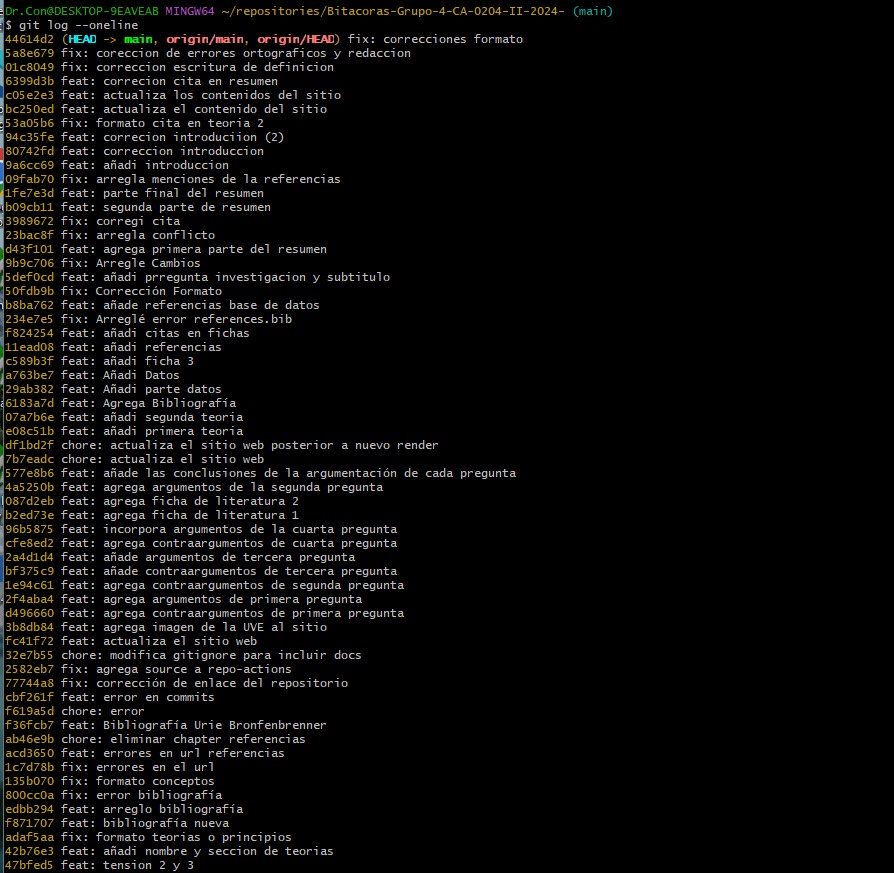 Dr.Con@DESKTOP-9EAVEAB MINGW64 ~/repositories/Bitacoras-Grupo-4-CA-0204-II-2024- (main)
$ git log --oneline
44614d2 (HEAD -> main, origin/main, origin/HEAD) fix: correcciones formato
5a8e679 fix: coreccion de errores ortograficos y redaccion
01c8049 fix: correccion escritura de definicion
6399d3b feat: correcion cita en resumen
c05e2e3 feat: actualiza los contenidos del sitio
bc250ed feat: actualiza el contenido del sitio
53a05b6 fix: formato cita en teoria 2
94c35fe feat: correcion introduciion (2)
80742fd feat: correccion introduccion
9a6cc69 feat: añadi introduccion
09fab70 fix: arregla menciones de la referencias
1fe7e3d feat: parte final del resumen
b09cb11 feat: segunda parte de resumen
3989672 fix: corregi cita
23bac8f fix: arregla conflicto
d43f101 feat: agrega primera parte del resumen
9b9c706 fix: Arregle Cambios
5def0cd feat: añadi prregunta investigacion y subtitulo
50fdb9b fix: Corrección Formato
b8ba762 feat: añade referencias base de datos
234e7e5 fix: Arreglé error references.bib
f824254 feat: añadi citas en fichas
11ead08 feat: añadi referencias
c589b3f feat: añadi ficha 3
a763be7 feat: Añadi Datos
29ab382 feat: Añadi parte datos
6183a7d feat: Agrega Bibliografía
07a7b6e feat: añadi segunda teoria
e08c51b feat: añadi primera teoria
df1bd2f chore: actualiza el sitio web posterior a nuevo render
7b7eadc chore: actualiza el sitio web
577e8b6 feat: añade las conclusiones de la argumentación de cada pregunta
4a5250b feat: agrega argumentos de la segunda pregunta
087d2eb feat: agrega ficha de literatura 2
b2ed73e feat: agrega ficha de literatura 1
96b5875 feat: incorpora argumentos de la cuarta pregunta
cfe8ed2 feat: agrega contraargumentos de cuarta pregunta
2a4d1d4 feat: añade argumentos de tercera pregunta
bf375c9 feat: añade contraargumentos de tercera pregunta
1e94c61 feat: agrega contraargumentos de segunda pregunta
2f4aba4 feat: agrega argumentos de primera pregunta
d496660 feat: agrega contraargumentos de primera pregunta
3b8db84 feat: agrega imagen de la UVE al sitio
fc41f72 feat: actualiza el sitio web
32e7b55 chore: modifica gitignore para incluir docs
2582eb7 fix: agrega source a repo-actions
77744a8 fix: corrección de enlace del repositorio
cbf261f feat: error en commits
f619a5d chore: error
f36fcb7 feat: Bibliografía Urie Bronfenbrenner
ab46e9b chore: eliminar chapter referencias
acd3650 feat: errores en url referencias
1c7d78b fix: errores en el url
135b070 fix: formato conceptos
800cc0a fix: error bibliografía
edbb294 feat: arreglo bibliografía
f871707 feat: bibliografía nueva
adaf5aa fix: formato teorias o principios
42b76e3 feat: añadi nombre y seccion de teorias
47bfed5 feat: tension 2 y 3